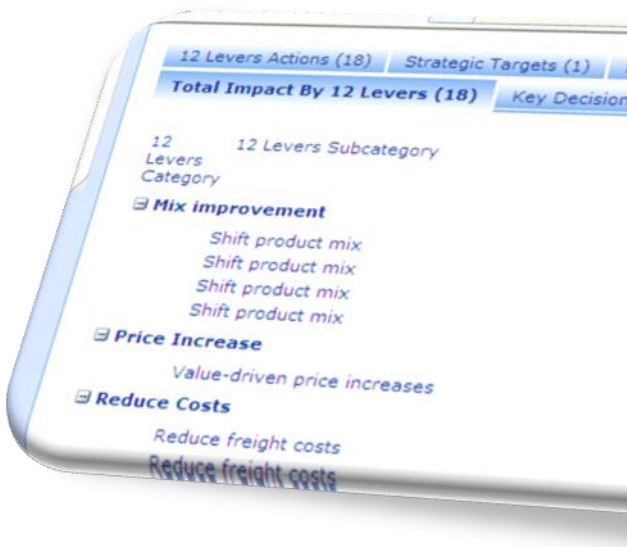 12 Levers Actions (18) Strategic Targets (1)
Total Impact By 12 Levers (18) Key Decision
12 Levers Category 12 Levers Subcategory
Mix improvement
Shift product mix
Shift product mix
Shift product mix
Shift product mix
Price Increase
Value-driven price increases
Reduce Costs
Reduce freight costs
Reduce freight costs